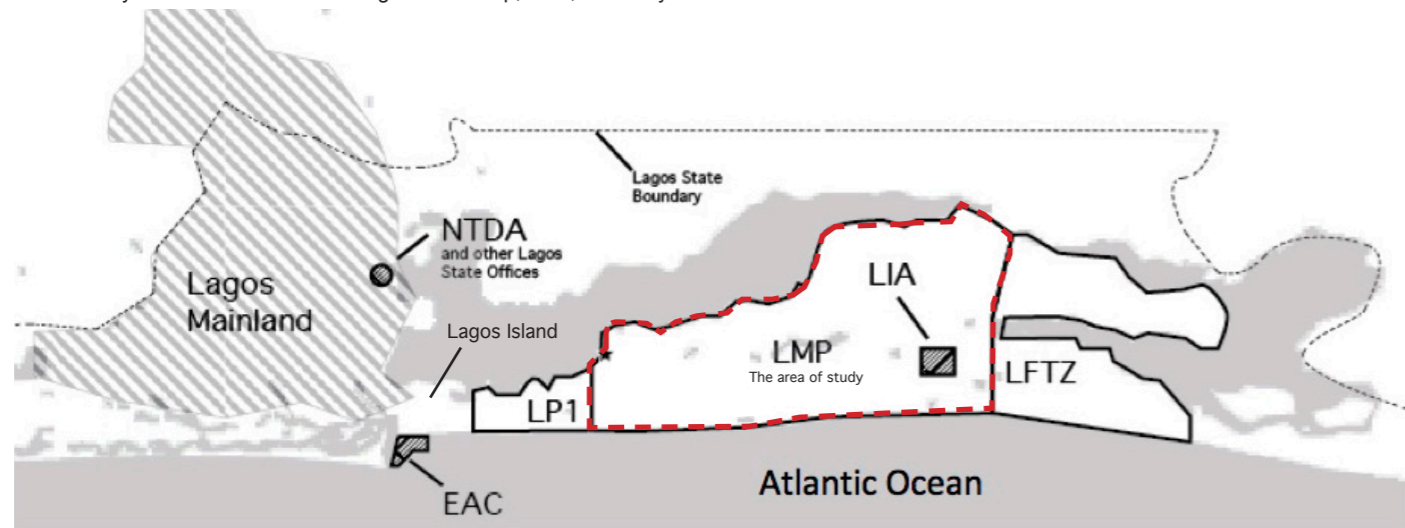 Lagos State
Boundary
NTDA
and other Lagos
State Offices
Lagos
Mainland
LIA
Lagos Island
LMP
The area of study
LFTZ
LP1
Atlantic Ocean
EAC